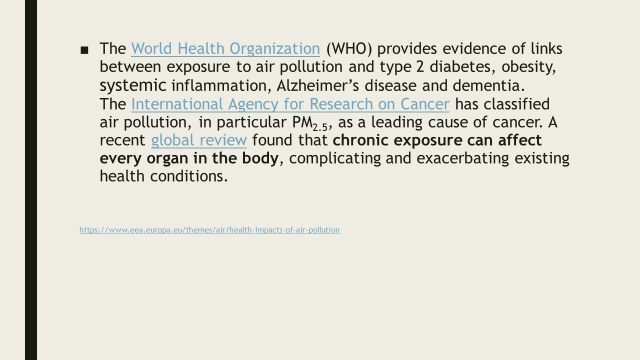 ■ The World Health Organization (WHO) provides evidence of links
between exposure to air pollution and type 2 diabetes, obesity,
systemic inflammation, Alzheimer’s disease and dementia.
The International Agency for Research on Cancer has classified
air pollution, in particular PM2.5, as a leading cause of cancer. A
recent global review found that chronic exposure can affect
every organ in the body, complicating and exacerbating existing
health conditions.
https://www.eea.europa.eu/themes/air/health-impacts-of-air-pollution